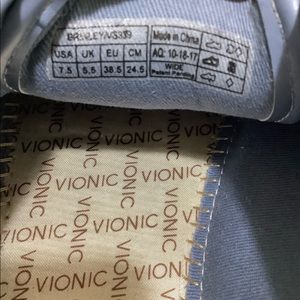 USA UK EU CM
7.5 5.5 38.5 24.5
Made in China
AQ: 10-18-17
WIDE
Patent Pending
VIONIC VIONIC
VIONIC VIONIC
VIONIC VIONIC
VIONIC